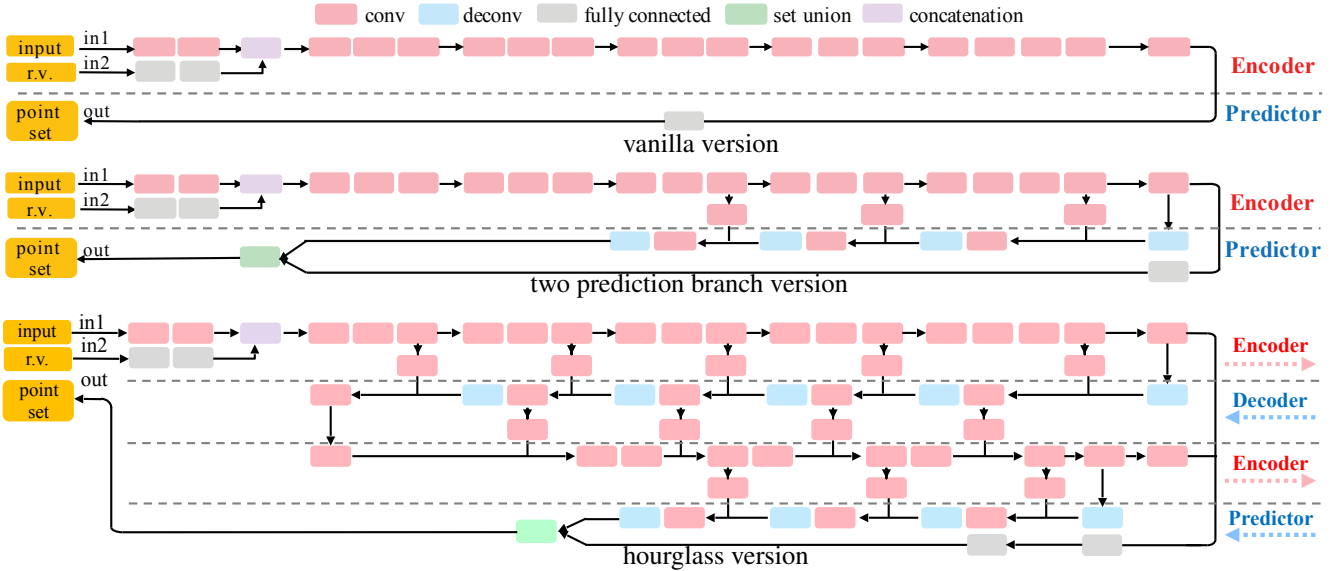 conv deconv fully connected set union concatenation
input in1
r.v. in2
Encoder
point set out
Predictor
vanilla version
input in1
r.v. in2
Encoder
point set out
Predictor
two prediction branch version
input in1
r.v. in2
Encoder
point set out
Decoder
Encoder
Predictor
hourglass version